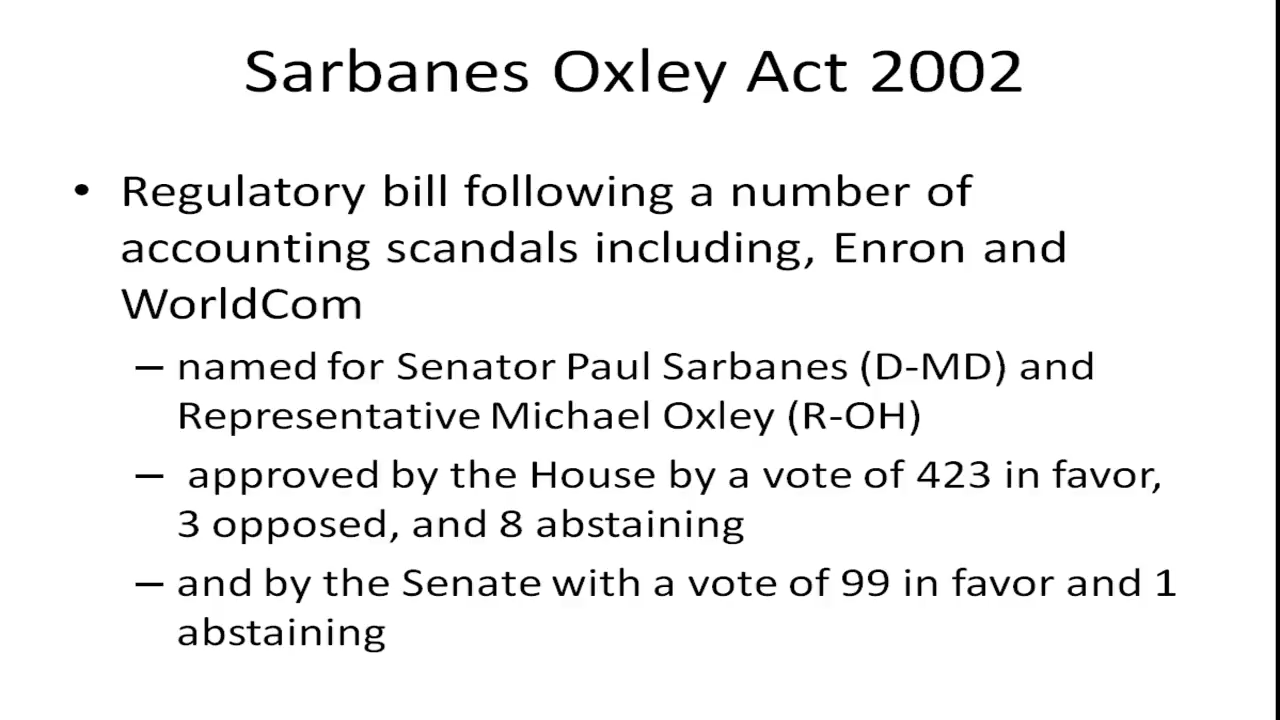 Sarbanes Oxley Act 2002
• Regulatory bill following a number of
accounting scandals including, Enron and
WorldCom
– named for Senator Paul Sarbanes (D-MD) and
Representative Michael Oxley (R-OH)
– approved by the House by a vote of 423 in favor,
3 opposed, and 8 abstaining
– and by the Senate with a vote of 99 in favor and 1
abstaining